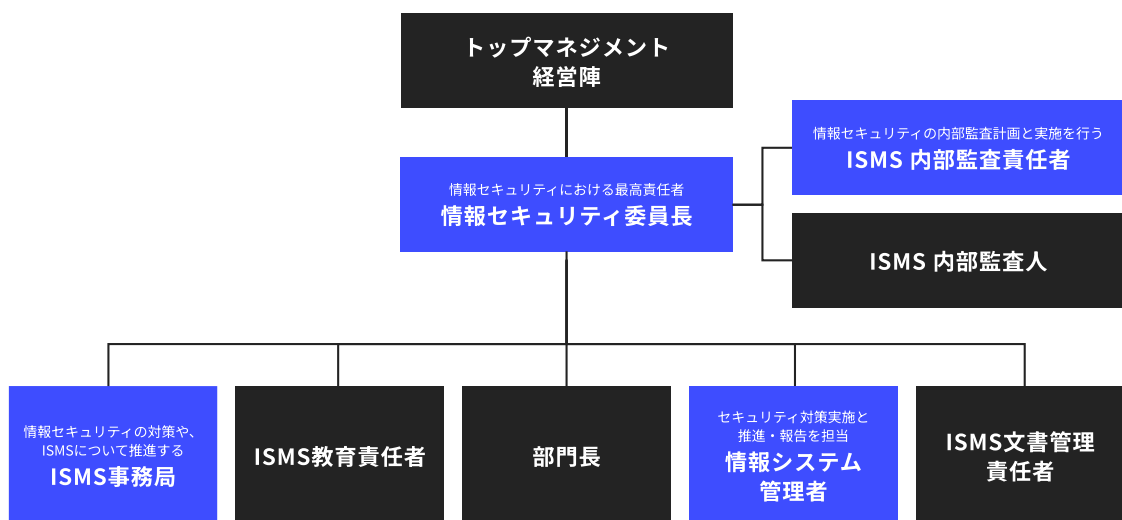 トップマネジメント
経営陣
情報セキュリティの内部監査計画と実施を行う
ISMS 内部監査責任者
情報セキュリティにおける最高責任者
情報セキュリティ委員長
ISMS 内部監査人
情報セキュリティの対策や、
ISMSについて推進する
ISMS事務局
ISMS教育責任者
部門長
セキュリティ対策実施と
推進・報告を担当
情報システム
管理者
ISMS文書管理
責任者